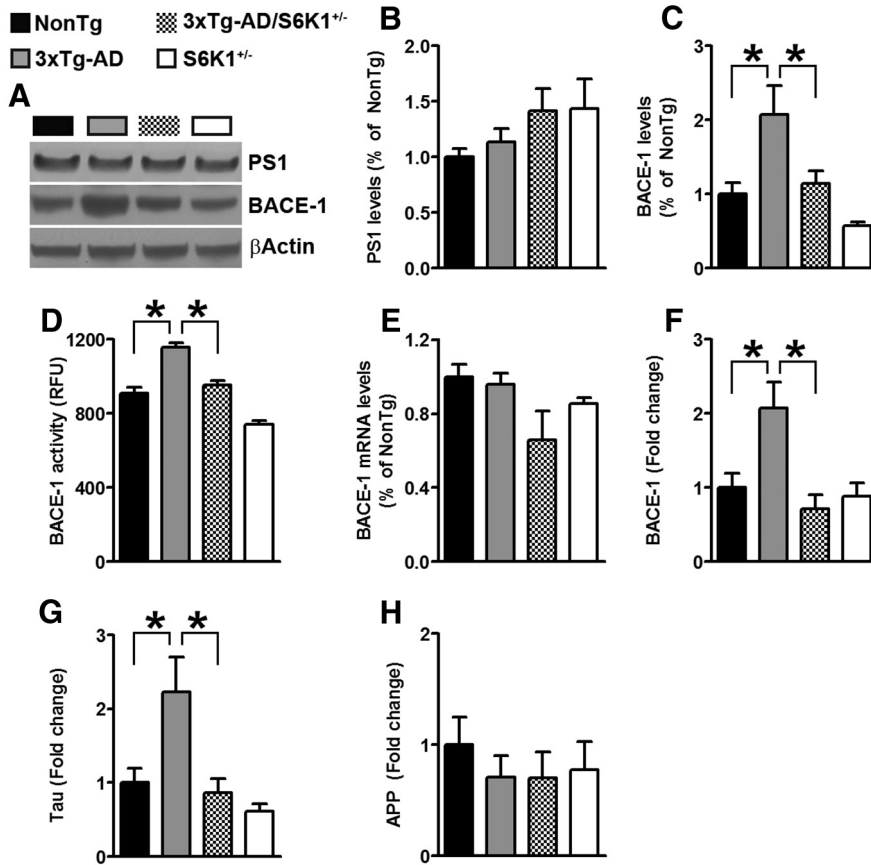 NonTg
3xTg-AD/S6K1+/-
3xTg-AD
S6K1+/-
A
PS1
BACE-1
βActin
B
PS1 levels (% of NonTg)
2.0
1.5
1.0
0.5
0.0
C
BACE-1 levels
(% of NonTg)
3
2
1
0
* *
D
BACE-1 activity (RFU)
1200
800
400
0
* *
E
BACE-1 mRNA levels
(% of NonTg)
1.2
0.8
0.4
0.0
F
BACE-1 (Fold change)
3
2
1
0
* *
G
Tau (Fold change)
3
2
1
0
* *
H
APP (Fold change)
2
1
0